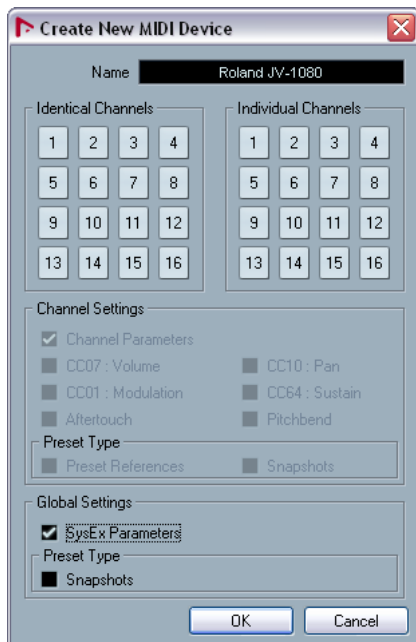 Create New MIDI Device
Name Roland JV-1080
Identical Channels
1 2 3 4
5 6 7 8
9 10 11 12
13 14 15 16
Individual Channels
1 2 3 4
5 6 7 8
9 10 11 12
13 14 15 16
Channel Settings
Channel Parameters
CC07 : Volume CC10 : Pan
CC01 : Modulation CC64 : Sustain
Aftertouch Pitchbend
Preset Type
Preset References Snapshots
Global Settings
SysEx Parameters
Preset Type
Snapshots
OK Cancel